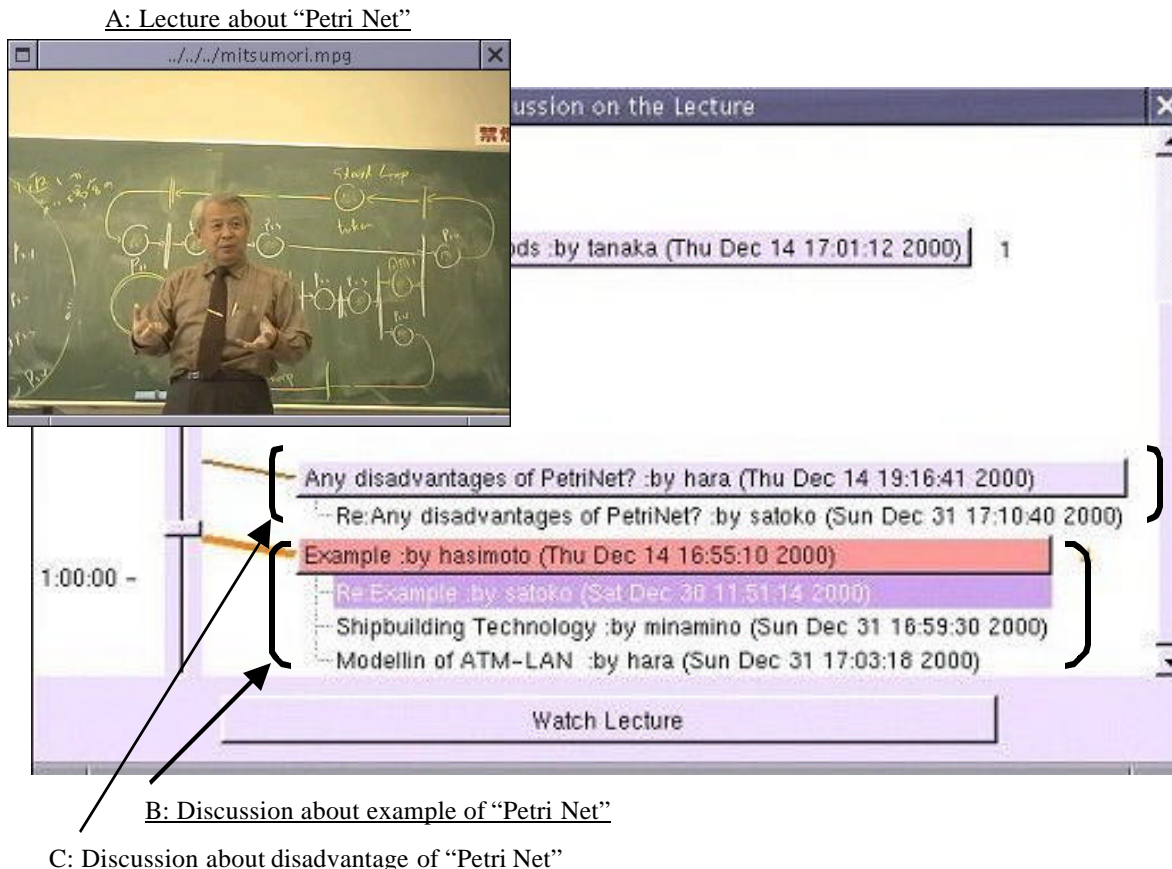 A: Lecture about “Petri Net”
../../../mitsumori.mpg
ussion on the Lecture
禁煙
token
ods :by tanaka (Thu Dec 14 17:01:12 2000) 1
Any disadvantages of PetriNet? :by hara (Thu Dec 14 19:16:41 2000)
Re:Any disadvantages of PetriNet? :by satoko (Sun Dec 31 17:10:40 2000)
Example :by hasimoto (Thu Dec 14 16:55:10 2000)
1:00:00 –
Re:Example :by satoko (Sat Dec 30 11:51:14 2000)
Shipbuilding Technology :by minamino (Sun Dec 31 16:59:30 2000)
Modellin of ATM-LAN :by hara (Sun Dec 31 17:03:18 2000)
Watch Lecture
B: Discussion about example of “Petri Net”
C: Discussion about disadvantage of “Petri Net”